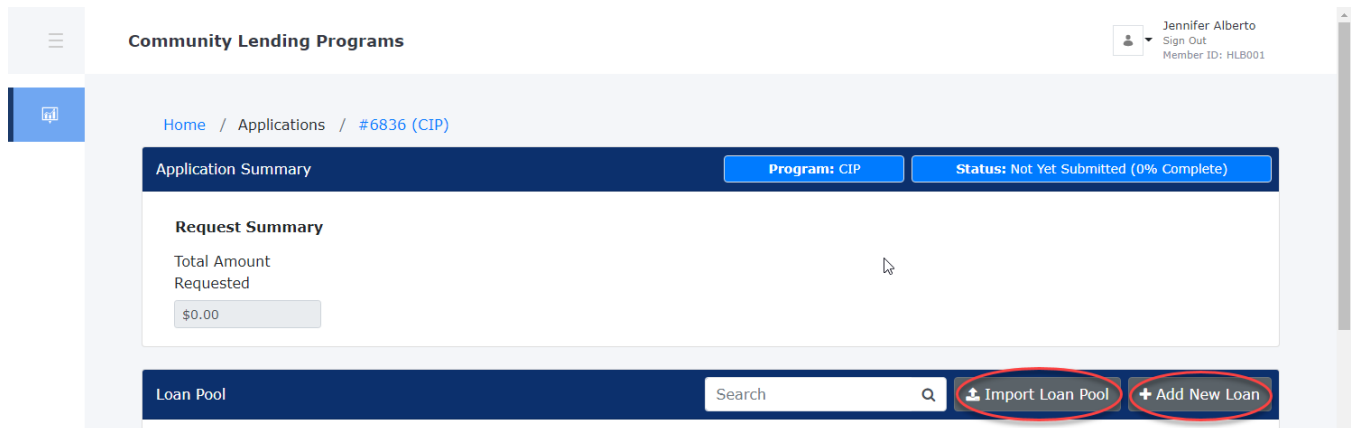 Community Lending Programs
Jennifer Alberto
Sign Out
Member ID: HLB001
Home / Applications / #6836 (CIP)
Application Summary
Program: CIP
Status: Not Yet Submitted (0% Complete)
Request Summary
Total Amount
Requested
$0.00
Loan Pool
Search
Import Loan Pool
+ Add New Loan